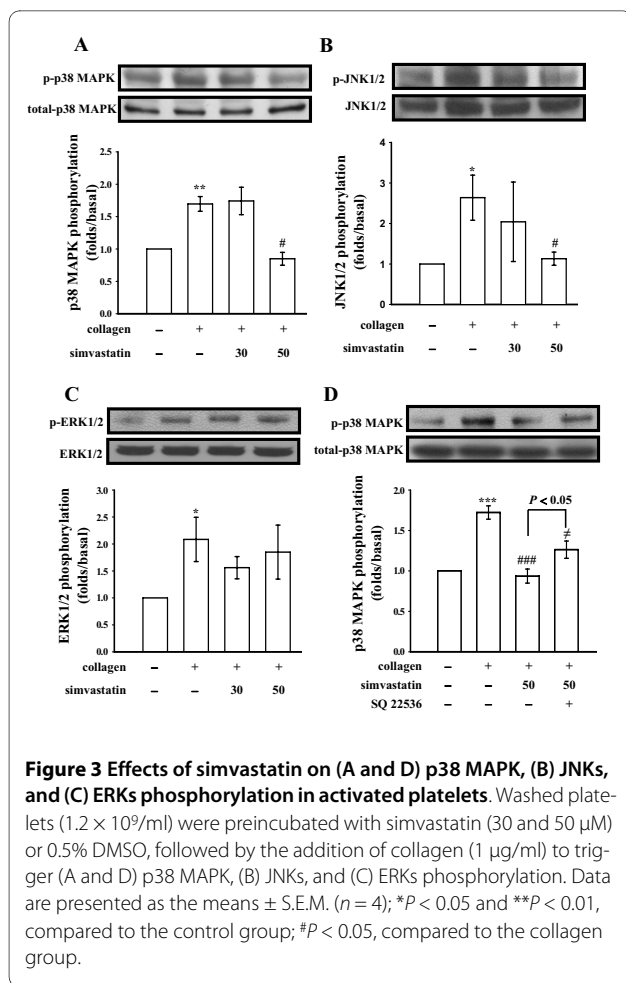 A
p-p38 MAPK
total-p38 MAPK
p38 MAPK phosphorylation
(folds/basal)
2.0
1.5
1.0
0.5
0.0
**
#
collagen – + + +
simvastatin – – 30 50
B
p-JNK1/2
JNK1/2
JNK1/2 phosphorylation
(folds/basal)
4
3
2
1
0
*
#
collagen – + + +
simvastatin – – 30 50
C
p-ERK1/2
ERK1/2
ERK1/2 phosphorylation
(folds/basal)
3.0
2.5
2.0
1.5
1.0
0.5
0.0
*
collagen – + + +
simvastatin – – 30 50
D
p-p38 MAPK
total-p38 MAPK
p38 MAPK phosphorylation
(folds/basal)
2.0
1.5
1.0
0.5
0.0
***
###
P < 0.05
≠
collagen – + + +
simvastatin – – 50 50
SQ 22536 – – – +
Figure 3 Effects of simvastatin on (A and D) p38 MAPK, (B) JNKs,
and (C) ERKs phosphorylation in activated platelets. Washed plate-
lets (1.2 × 10⁹/ml) were preincubated with simvastatin (30 and 50 μM)
or 0.5% DMSO, followed by the addition of collagen (1 μg/ml) to trig-
ger (A and D) p38 MAPK, (B) JNKs, and (C) ERKs phosphorylation. Data
are presented as the means ± S.E.M. (n = 4); *P < 0.05 and **P < 0.01,
compared to the control group; #P < 0.05, compared to the collagen
group.